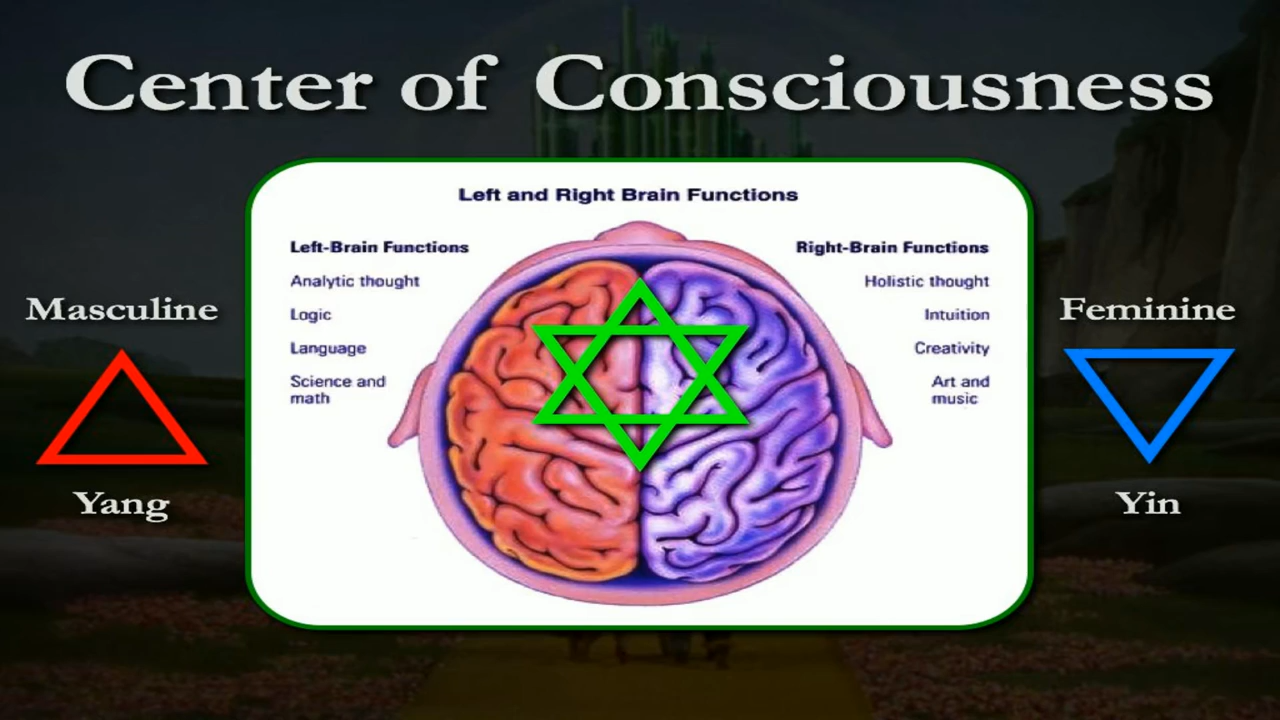 Center of Consciousness
Left and Right Brain Functions
Left-Brain Functions
Analytic thought
Logic
Language
Science and
math
Right-Brain Functions
Holistic thought
Intuition
Creativity
Art and
music
Masculine
Yang
Feminine
Yin